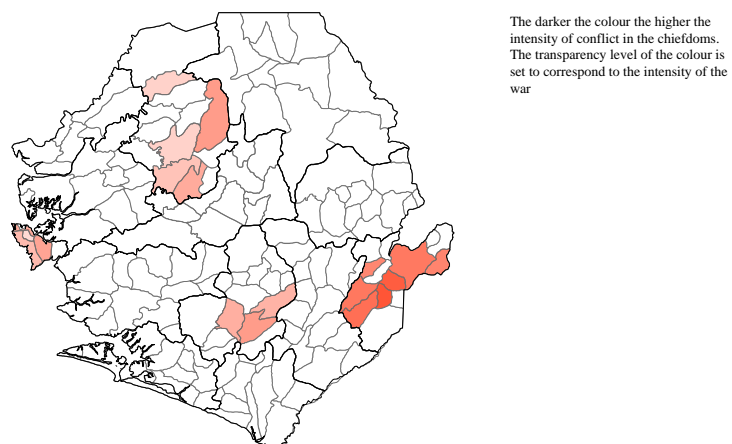 The darker the colour the higher the
intensity of conflict in the chiefdoms.
The transparency level of the colour is
set to correspond to the intensity of the
war